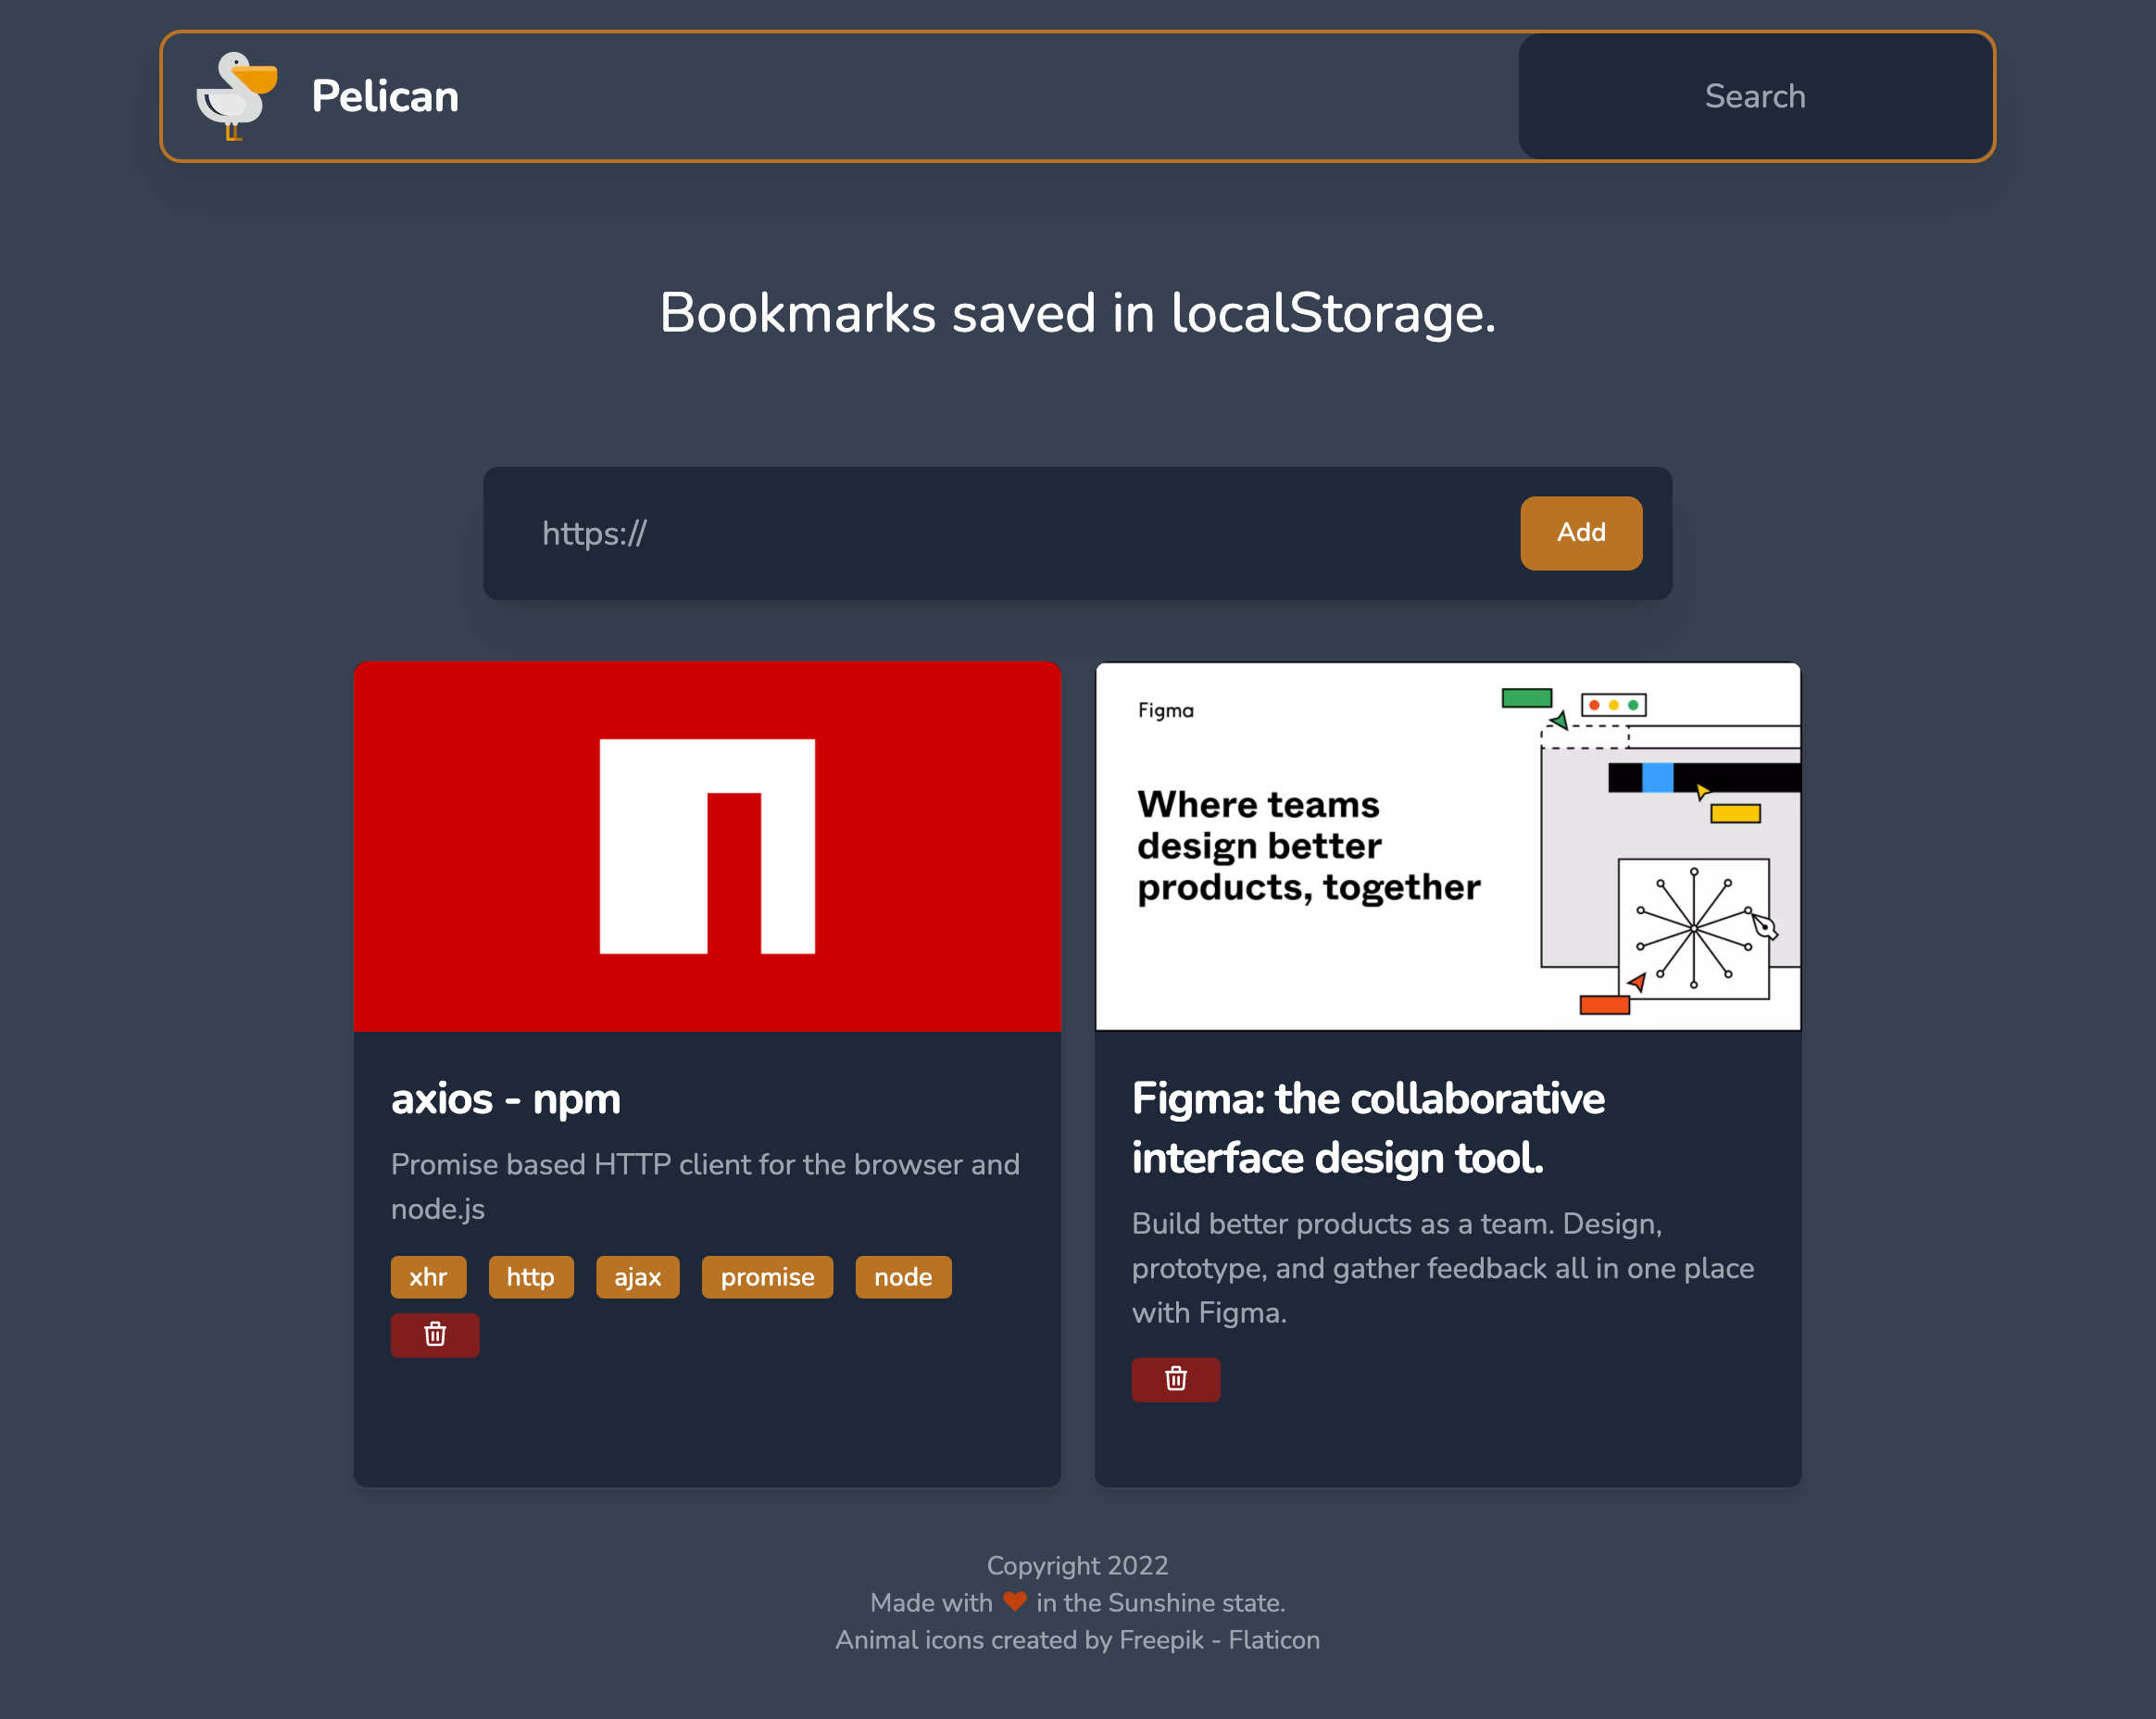 Pelican
Search
Bookmarks saved in localStorage.
https://
Add
Figma
Where teams
design better
products, together
axios - npm
Promise based HTTP client for the browser and
node.js
xhr http ajax promise node
Figma: the collaborative
interface design tool.
Build better products as a team. Design,
prototype, and gather feedback all in one place
with Figma.
Copyright 2022
Made with ❤ in the Sunshine state.
Animal icons created by Freepik - Flaticon